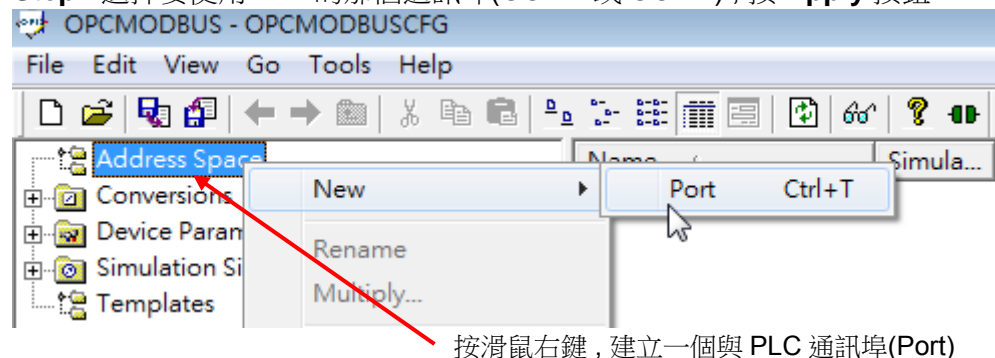 OPCMODBUS - OPCMODBUSCFG
File Edit View Go Tools Help
Address Space
Name Simula...
Conversions
New
Port Ctrl+T
Device Param
Rename
Simulation Si
Multiply...
Templates
按滑鼠右鍵 , 建立一個與 PLC 通訊埠(Port)